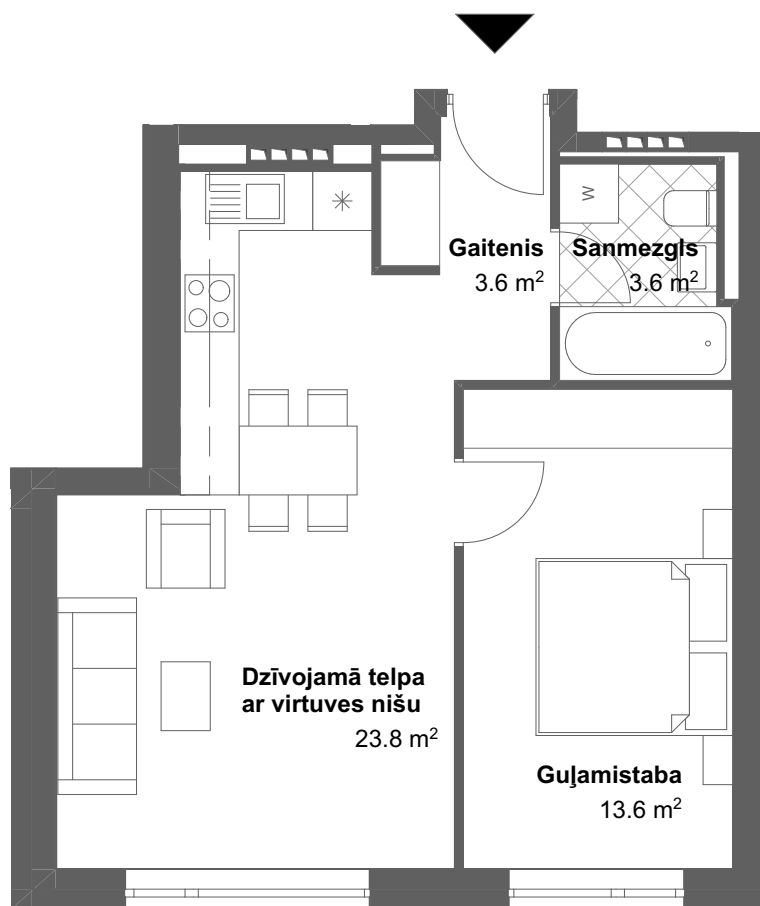 W
Gaitenis
3.6 m²
Sanmezgls
3.6 m²
Dzīvojamā telpa
ar virtuves nišu
23.8 m²
Guļamistaba
13.6 m²